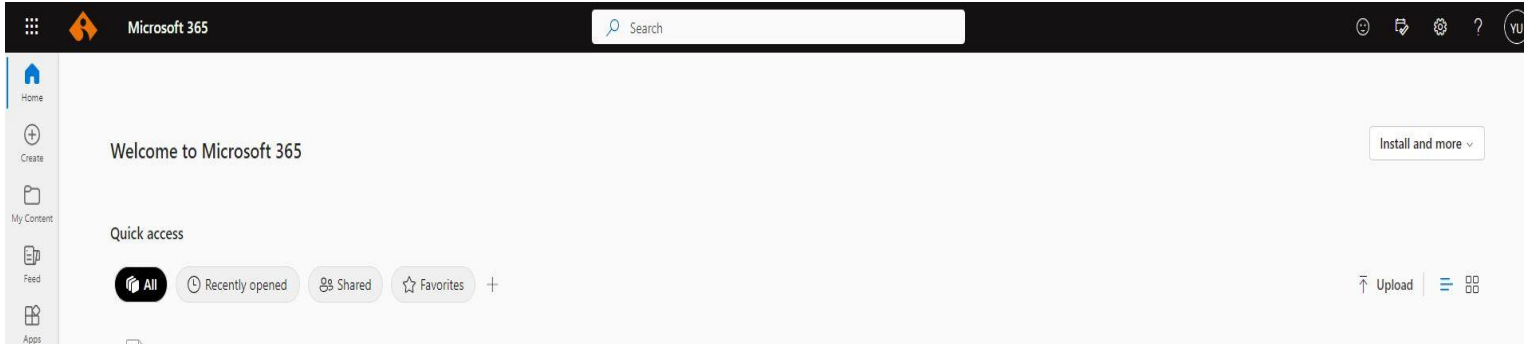 Microsoft 365
Search
?
YU
Home
Create
Welcome to Microsoft 365
Install and more
My Content
Quick access
Feed
All
Recently opened
Shared
Favorites
Upload
Apps